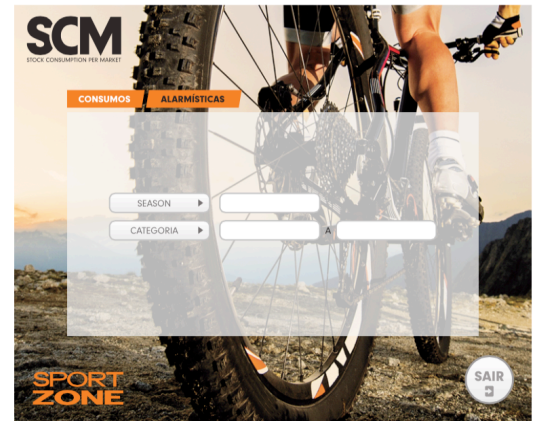 SCM
STOCK CONSUMPTION PER MARKET
CONSUMOS
ALARMÍSTICAS
SEASON
CATEGORIA
A
SPORT
ZONE
SAIR